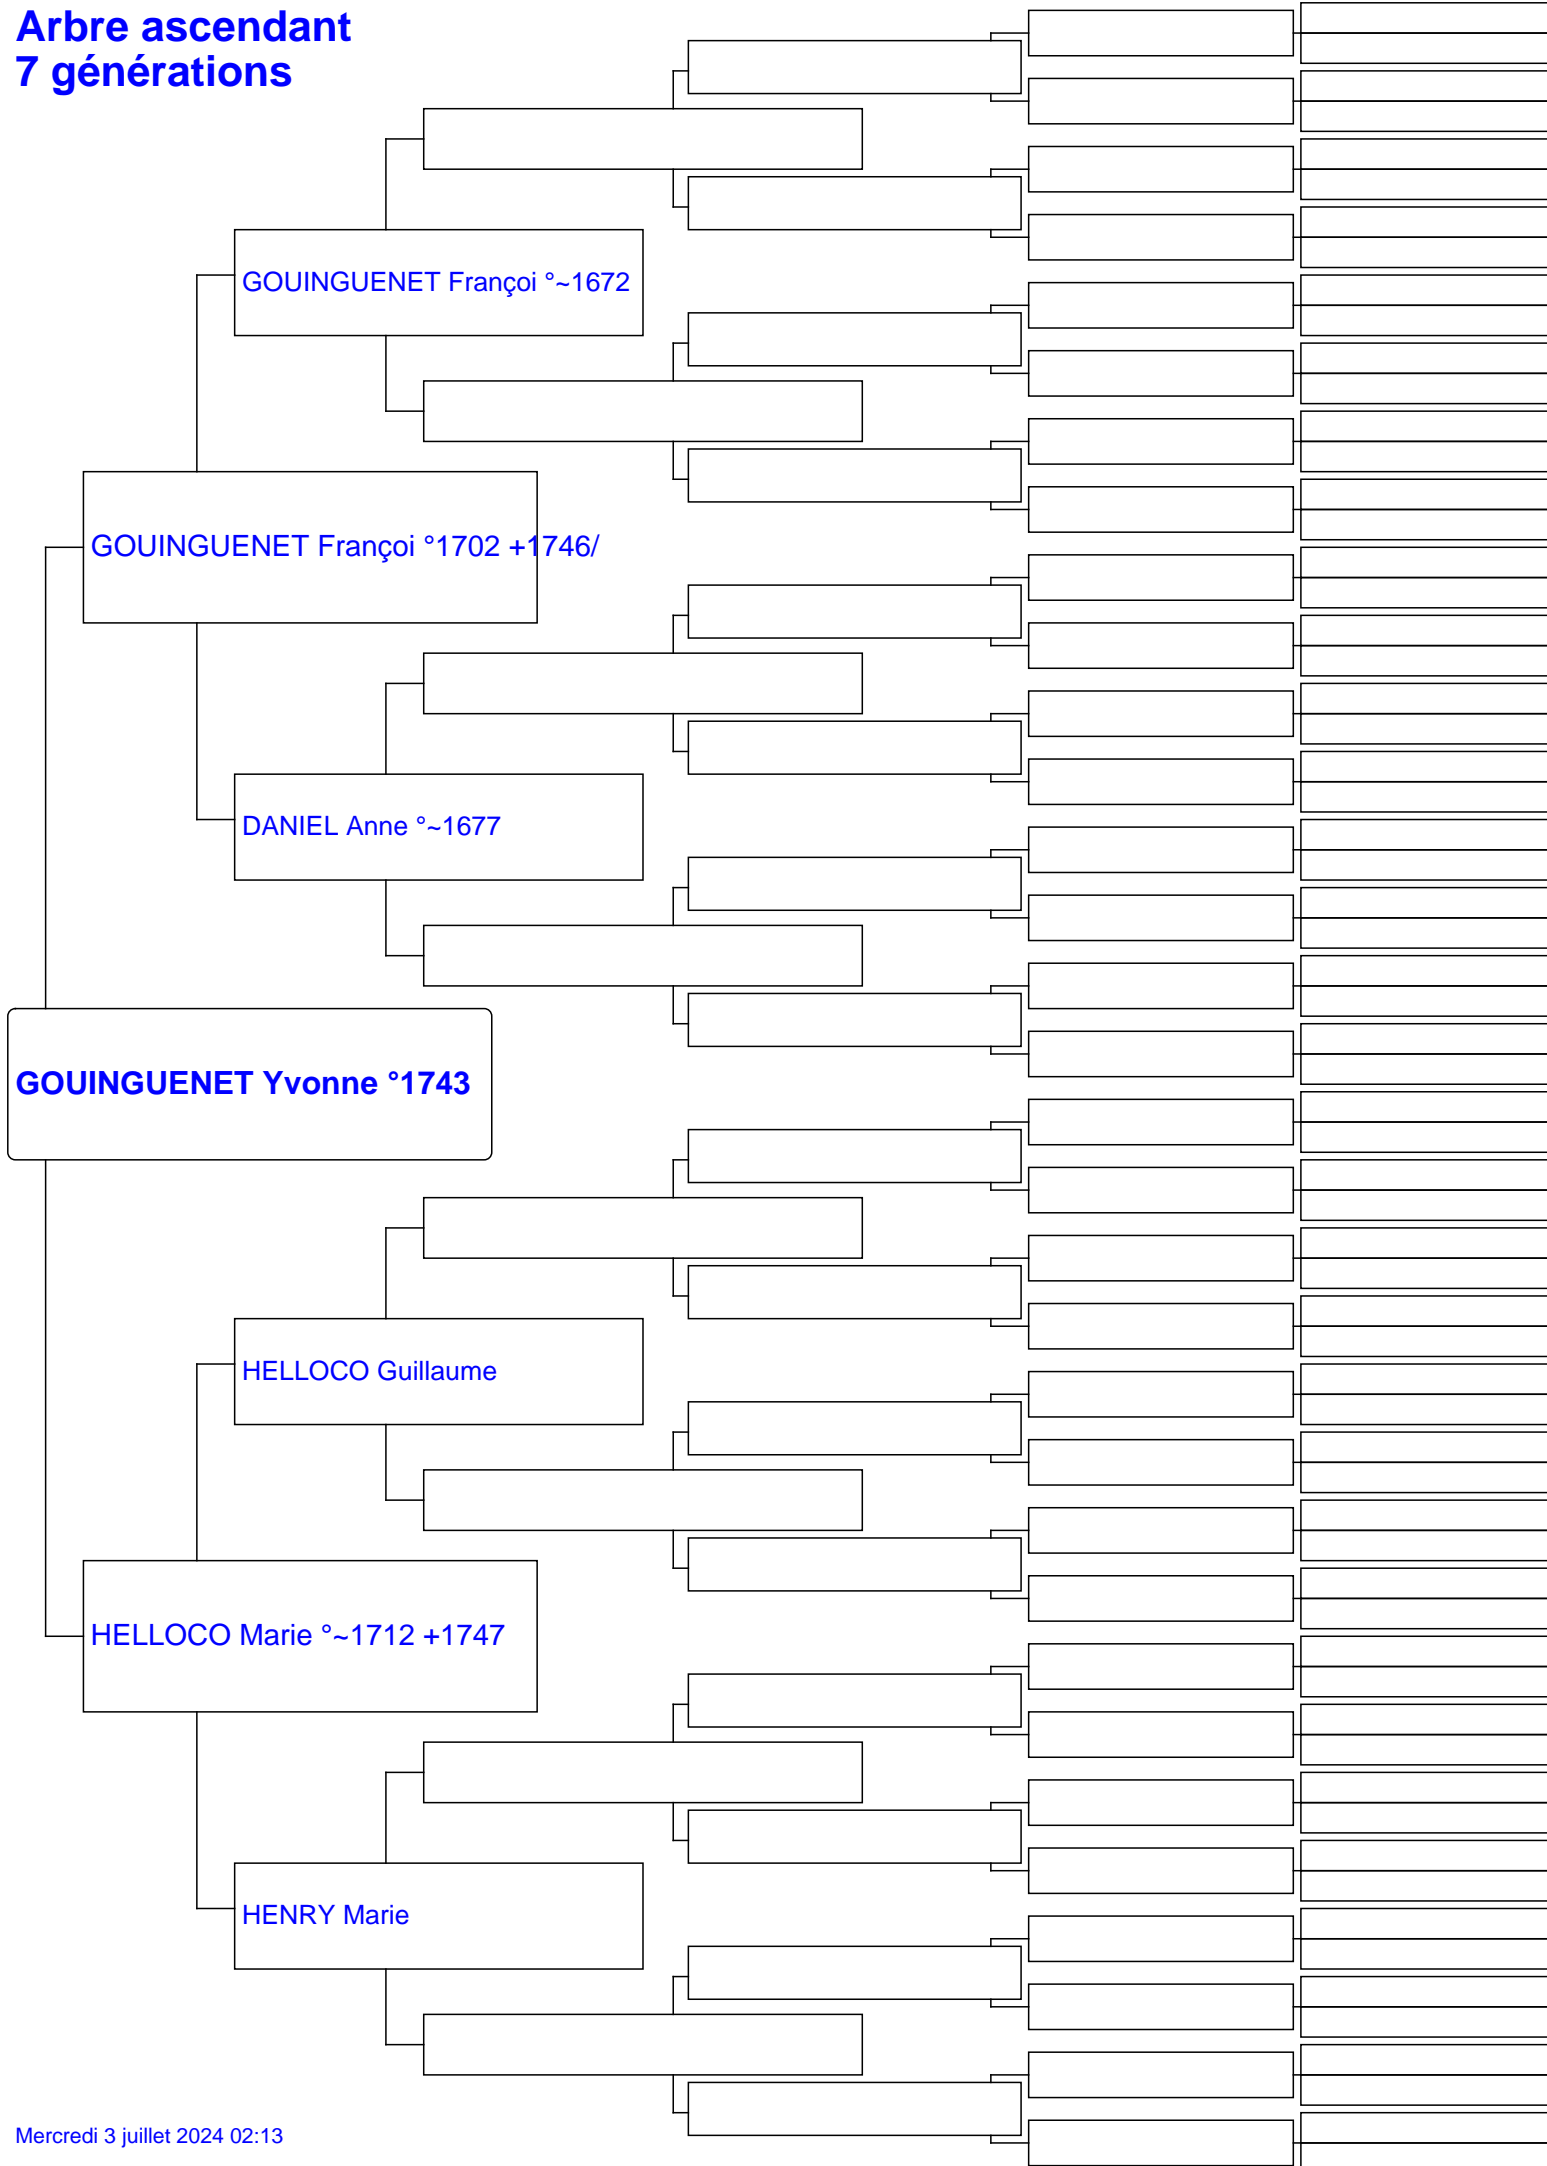 Arbre ascendant
7 générations
GOUINGUENET Françoi °~1672
GOUINGUENET Françoi °1702 +1746/
DANIEL Anne °~1677
GOUINGUENET Yvonne °1743
HELLOCO Guillaume
HELLOCO Marie °~1712 +1747
HENRY Marie
Mercredi 3 juillet 2024 02:13